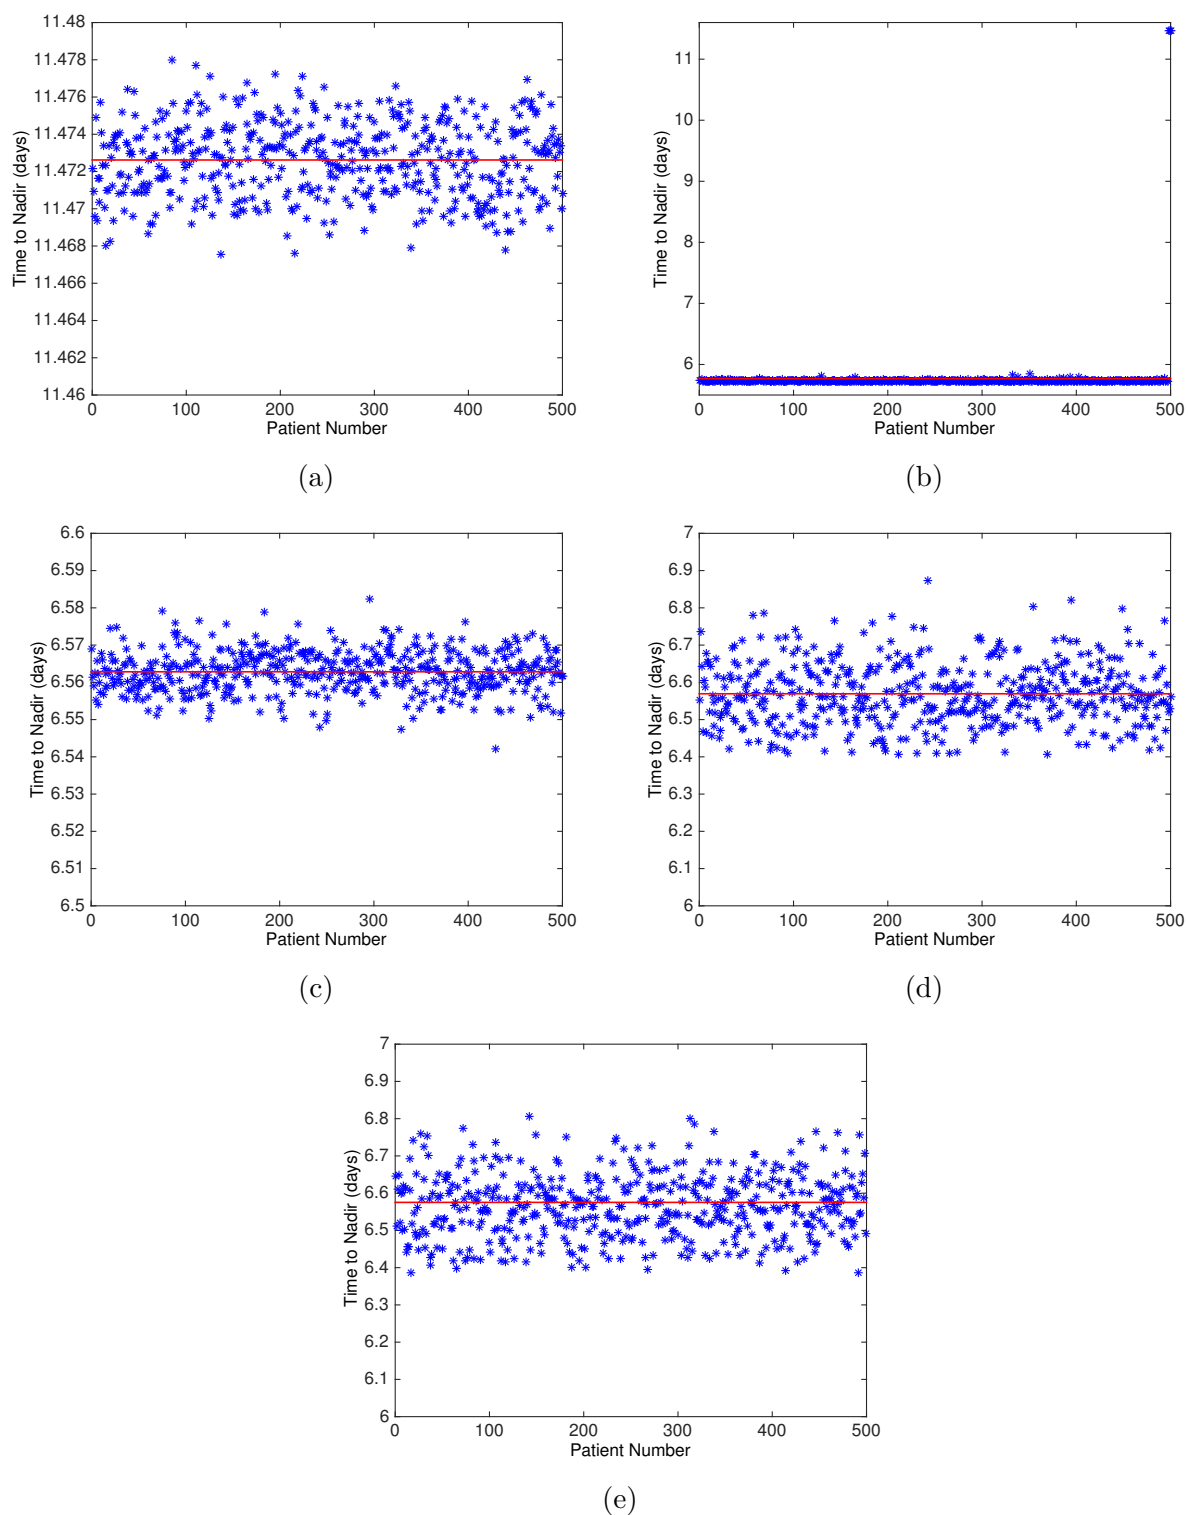 11.48
11.478
11.476
11.474
11.472
11.47
11.468
11.466
11.464
11.462
11.46
Time to Nadir (days)
0 100 200 300 400 500
Patient Number
(a)
11
10
9
8
7
6
Time to Nadir (days)
0 100 200 300 400 500
Patient Number
(b)
6.6
6.59
6.58
6.57
6.56
6.55
6.54
6.53
6.52
6.51
6.5
Time to Nadir (days)
0 100 200 300 400 500
Patient Number
(c)
7
6.9
6.8
6.7
6.6
6.5
6.4
6.3
6.2
6.1
6
Time to Nadir (days)
0 100 200 300 400 500
Patient Number
(d)
7
6.9
6.8
6.7
6.6
6.5
6.4
6.3
6.2
6.1
6
Time to Nadir (days)
0 100 200 300 400 500
Patient Number
(e)